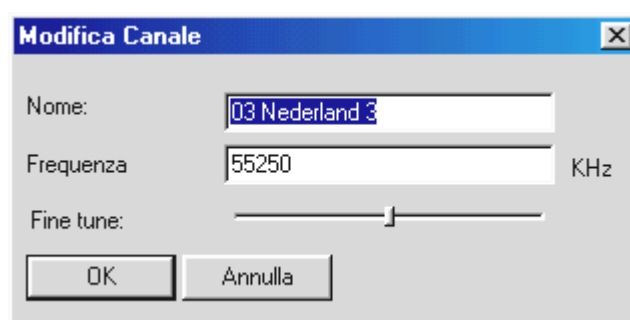 Modifica Canale
Nome: 03 Nederland 3
Frequenza 55250 KHz
Fine tune:
OK Annulla